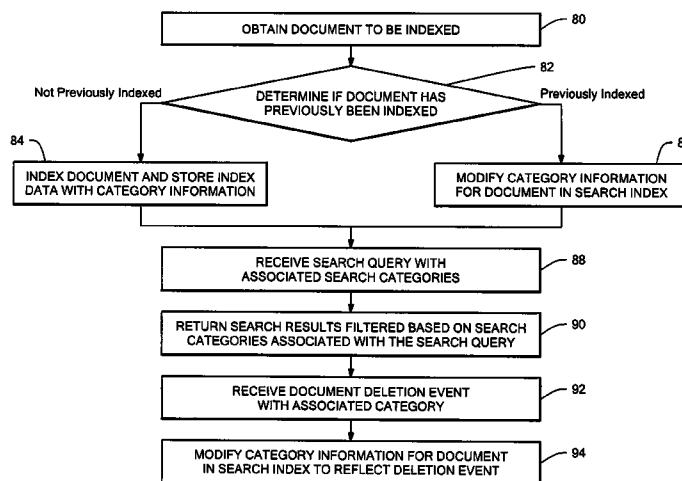 OBTAIN DOCUMENT TO BE INDEXED
80
82
Not Previously Indexed
DETERMINE IF DOCUMENT HAS
PREVIOUSLY BEEN INDEXED
Previously Indexed
84
INDEX DOCUMENT AND STORE INDEX
DATA WITH CATEGORY INFORMATION
MODIFY CATEGORY INFORMATION
FOR DOCUMENT IN SEARCH INDEX
RECEIVE SEARCH QUERY WITH
ASSOCIATED SEARCH CATEGORIES
88
RETURN SEARCH RESULTS FILTERED BASED ON SEARCH
CATEGORIES ASSOCIATED WITH THE SEARCH QUERY
90
RECEIVE DOCUMENT DELETION EVENT
WITH ASSOCIATED CATEGORY
92
MODIFY CATEGORY INFORMATION FOR DOCUMENT
IN SEARCH INDEX TO REFLECT DELETION EVENT
94